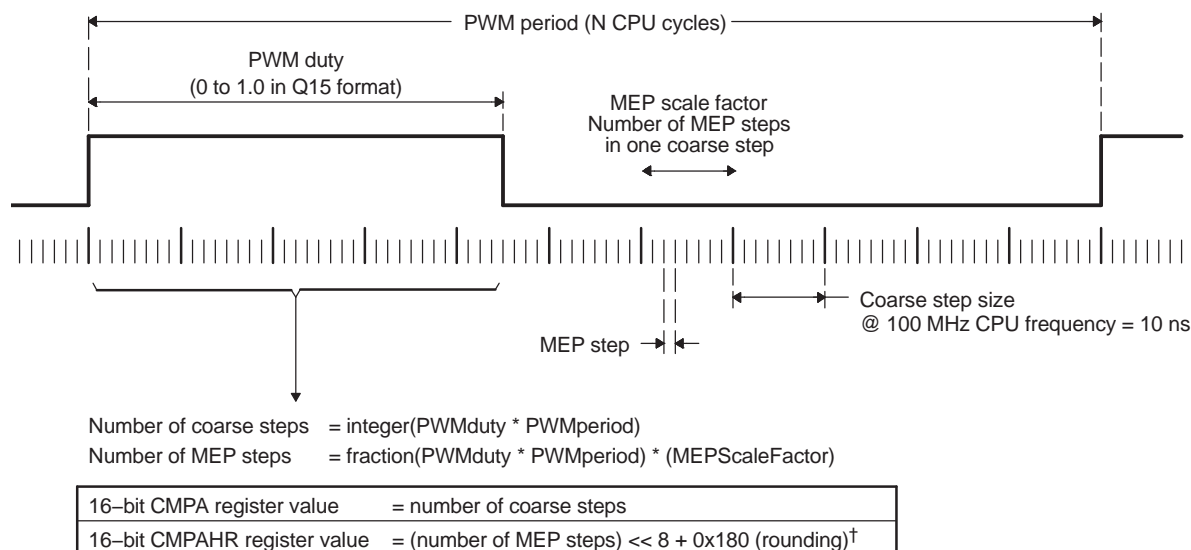 PWM period (N CPU cycles)
PWM duty
(0 to 1.0 in Q15 format)
MEP scale factor
Number of MEP steps
in one coarse step
Coarse step size
@ 100 MHz CPU frequency = 10 ns
MEP step
Number of coarse steps = integer(PWMduty * PWMperiod)
Number of MEP steps = fraction(PWMduty * PWMperiod) * (MEPScaleFactor)
16–bit CMPA register value = number of coarse steps
16–bit CMPAHR register value = (number of MEP steps) << 8 + 0x180 (rounding)†